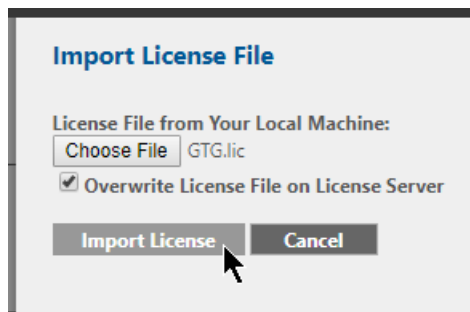 Import License File
License File from Your Local Machine:
Choose File GTG.lic
Overwrite License File on License Server
Import License Cancel